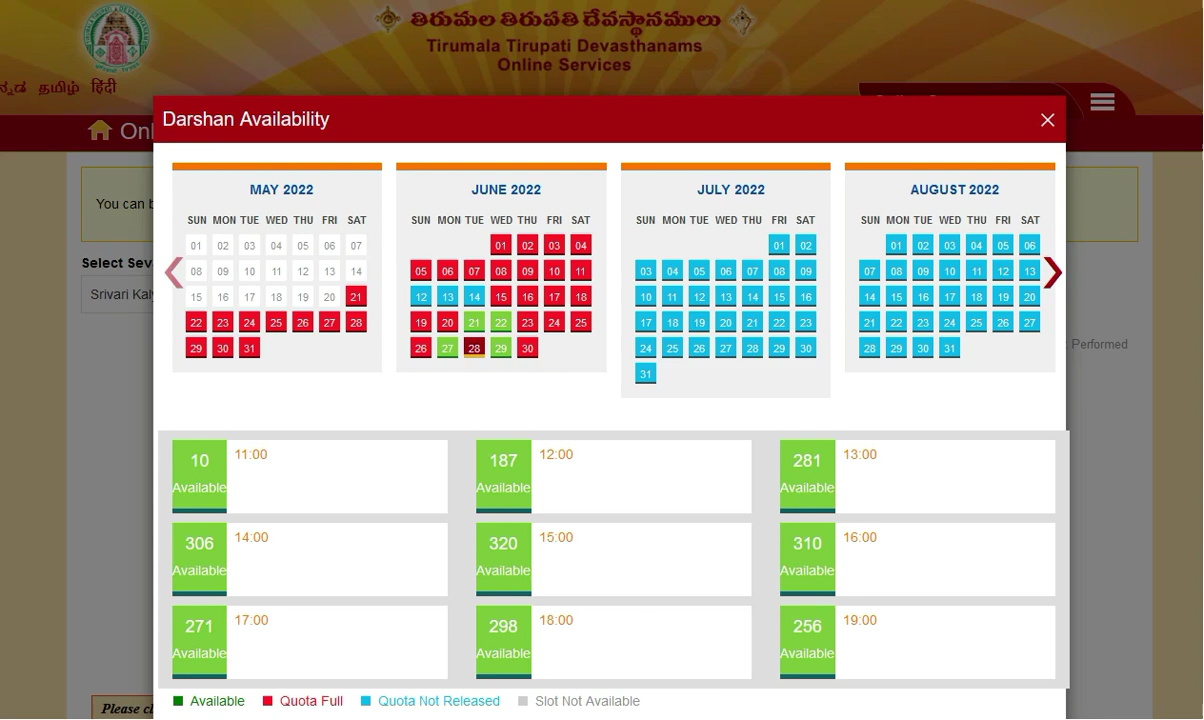 తిరుమల తిరుపతి దేవస్థానములు
Tirumala Tirupati Devasthanams
Online Services
தமிழ் हिंदी
Darshan Availability
You can
MAY 2022
SUN MON TUE WED THU FRI SAT
01 02 03 04 05 06 07
08 09 10 11 12 13 14
15 16 17 18 19 20 21
22 23 24 25 26 27 28
29 30 31
JUNE 2022
SUN MON TUE WED THU FRI SAT
01 02 03 04
05 06 07 08 09 10 11
12 13 14 15 16 17 18
19 20 21 22 23 24 25
26 27 28 29 30
JULY 2022
SUN MON TUE WED THU FRI SAT
01 02
03 04 05 06 07 08 09
10 11 12 13 14 15 16
17 18 19 20 21 22 23
24 25 26 27 28 29 30
31
AUGUST 2022
SUN MON TUE WED THU FRI SAT
01 02 03 04 05 06
07 08 09 10 11 12 13
14 15 16 17 18 19 20
21 22 23 24 25 26 27
28 29 30 31
Select
Srivari
Performed
10 Available 11:00
187 Available 12:00
281 Available 13:00
306 Available 14:00
320 Available 15:00
310 Available 16:00
271 Available 17:00
298 Available 18:00
256 Available 19:00
Available Quota Full Quota Not Released Slot Not Available
Please